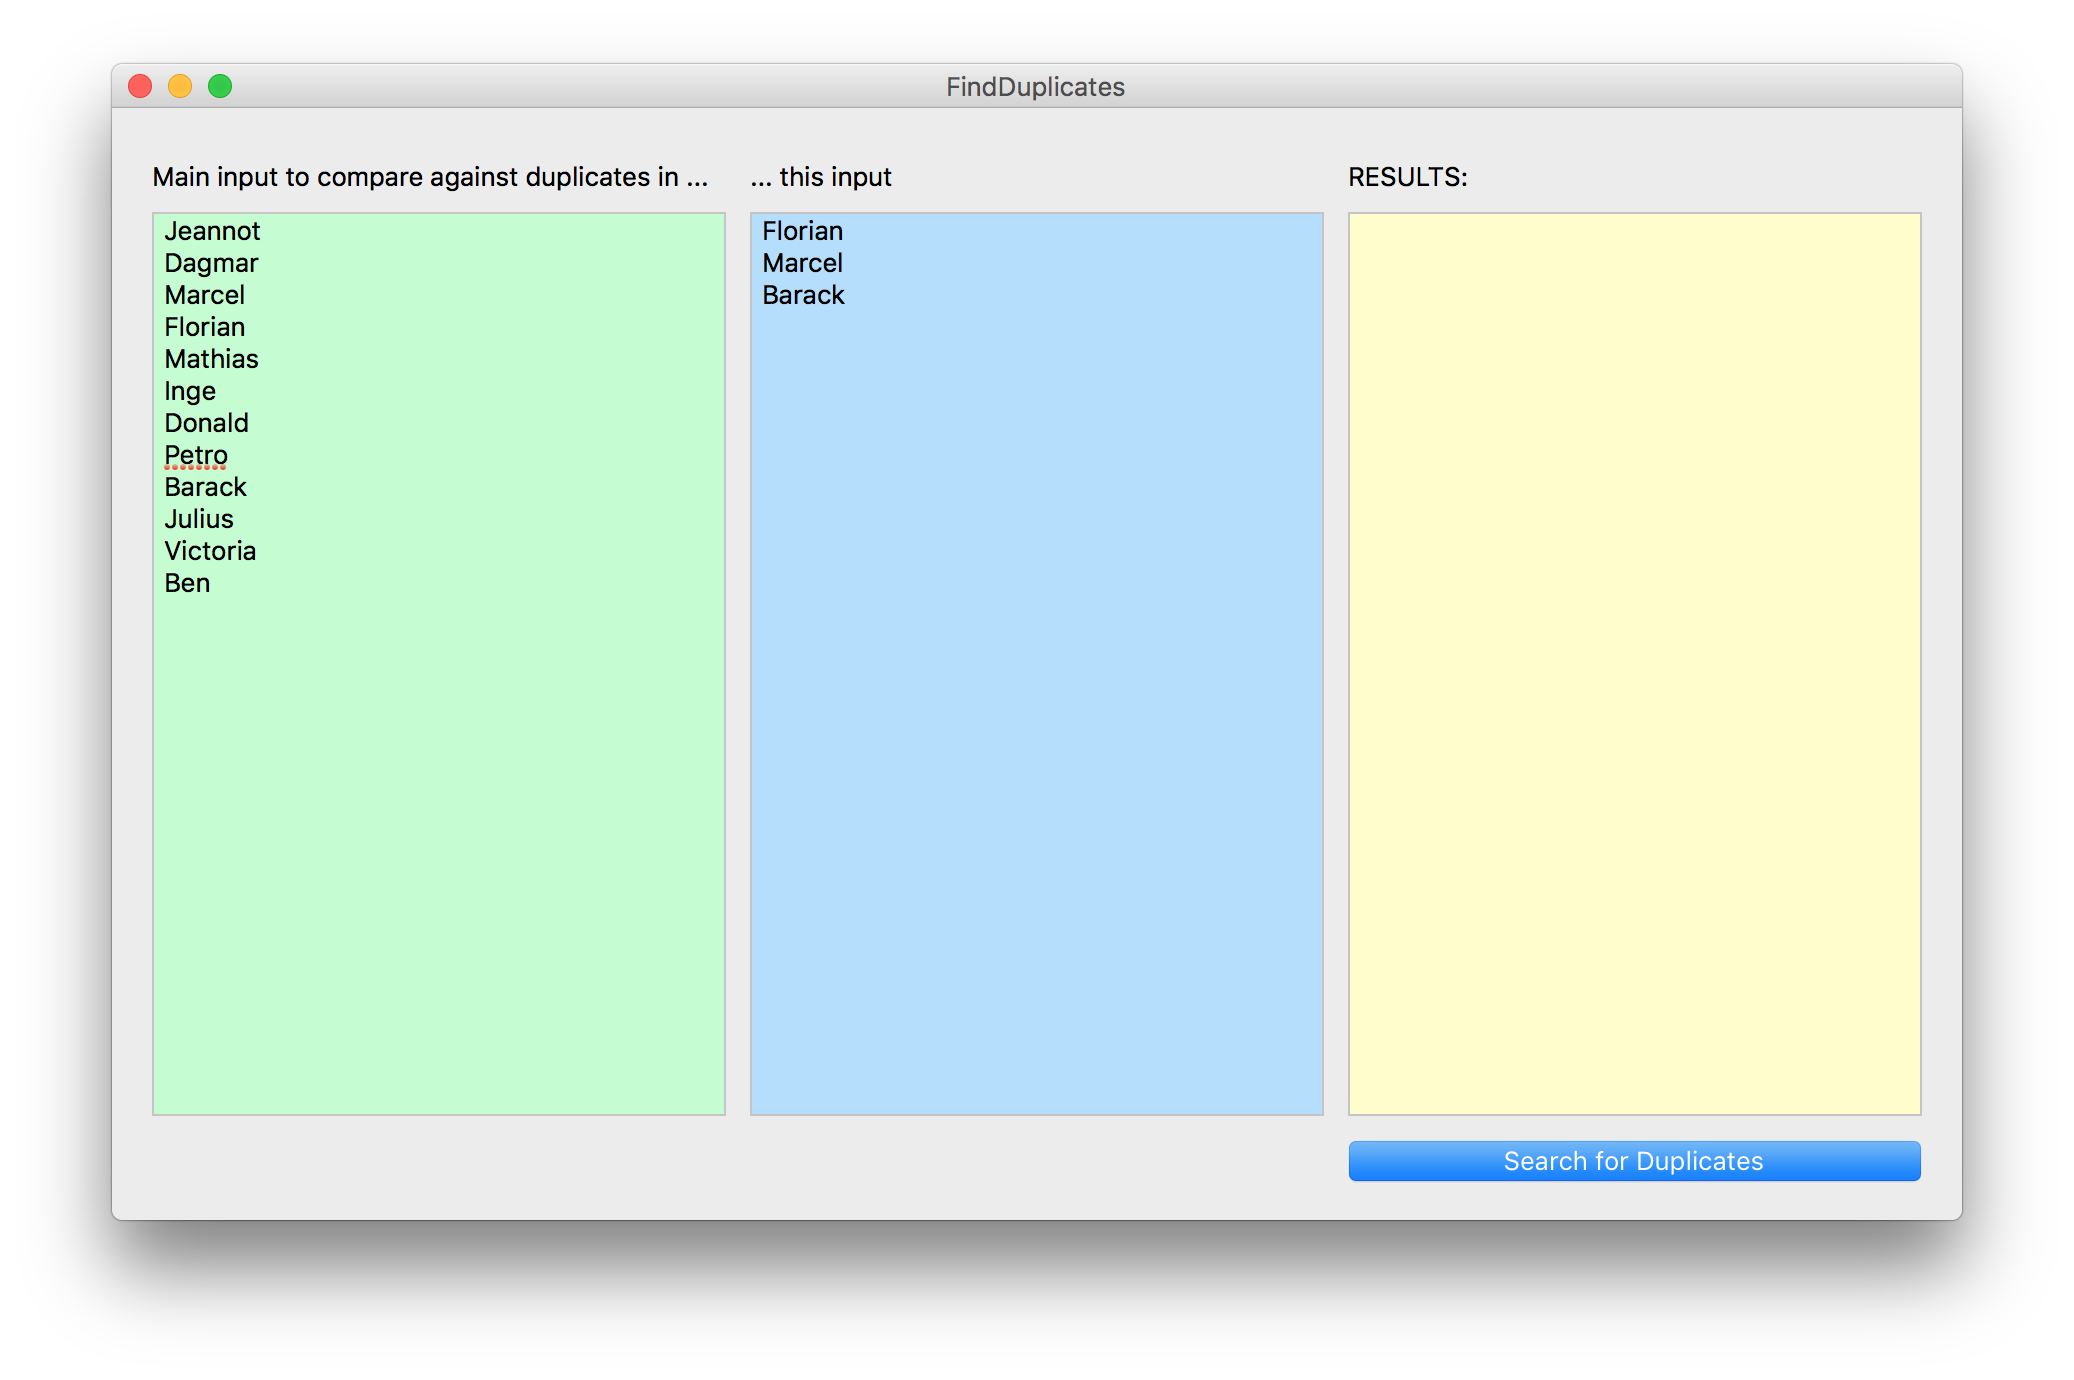 FindDuplicates
Main input to compare against duplicates in ...
Jeannot
Dagmar
Marcel
Florian
Mathias
Inge
Donald
Petro
Barack
Julius
Victoria
Ben
... this input
Florian
Marcel
Barack
RESULTS:
Search for Duplicates